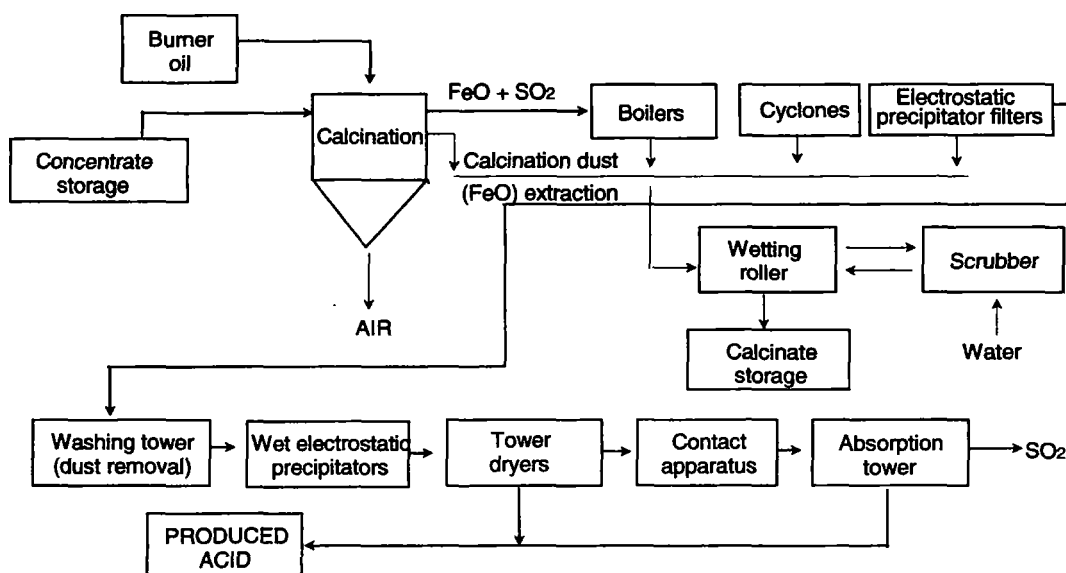 Burner
oil
FeO + SO2
Boilers
Cyclones
Electrostatic
precipitator filters
Calcination
Concentrate
storage
Calcination dust
(FeO) extraction
Wetting
roller
Scrubber
AIR
Calcinate
storage
Water
Washing tower
(dust removal)
Wet electrostatic
precipitators
Tower
dryers
Contact
apparatus
Absorption
tower
SO2
PRODUCED
ACID